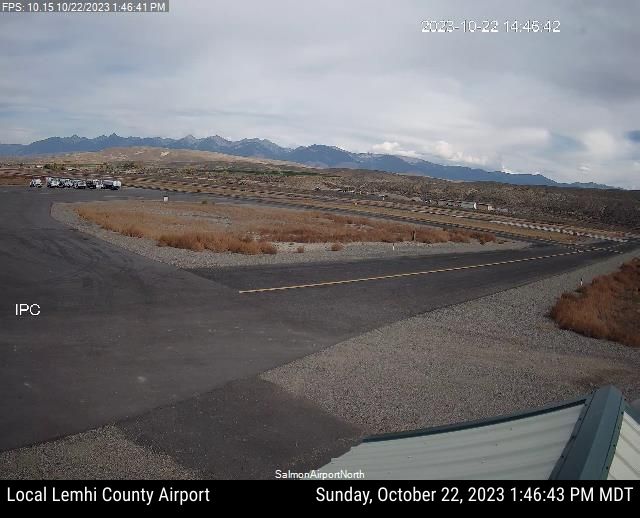 FPS: 10.15 10/22/2023 1:46:41 PM
2023-10-22 14:45:42
IPC
SalmonAirportNorth
Local Lemhi County Airport Sunday, October 22, 2023 1:46:43 PM MDT